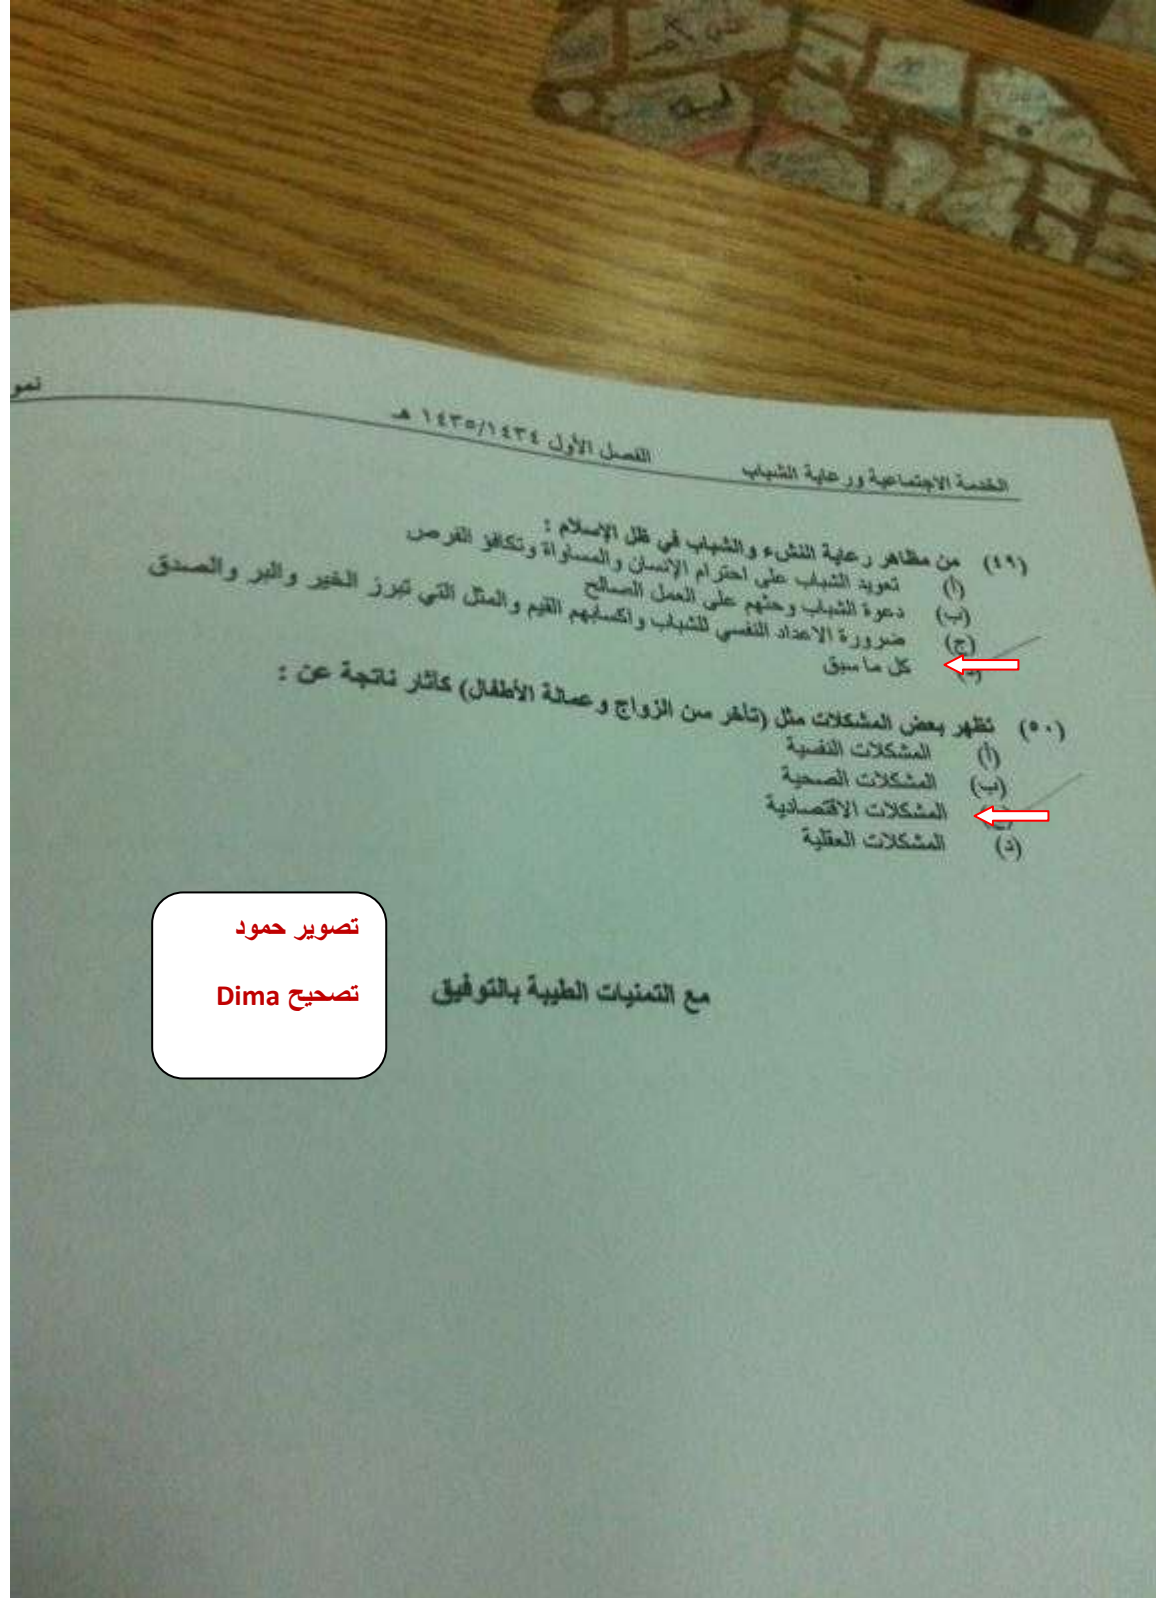 نمو
الخدمة الاجتماعية ورعاية الشباب الفصل الأول ١٤٣٥/١٤٣٤ هـ
(٤٩) من مظاهر رعاية النشء والشباب في ظل الإسلام :
(أ) تعويد الشباب على احترام الإنسان والمساواة وتكافؤ الفرص
(ب) دعوة الشباب وحثهم على العمل الصالح
(ج) ضرورة الاعداد النفسي للشباب واكسابهم القيم والمثل التي تبرز الخير والبر والصدق
(د) كل ما سبق
(٥٠) تظهر بعض المشكلات مثل (تأخر سن الزواج وعمالة الأطفال) كآثار ناتجة عن :
(أ) المشكلات النفسية
(ب) المشكلات الصحية
(ج) المشكلات الاقتصادية
(د) المشكلات العقلية
مع التمنيات الطيبة بالتوفيق
تصوير حمود
تصحيح Dima